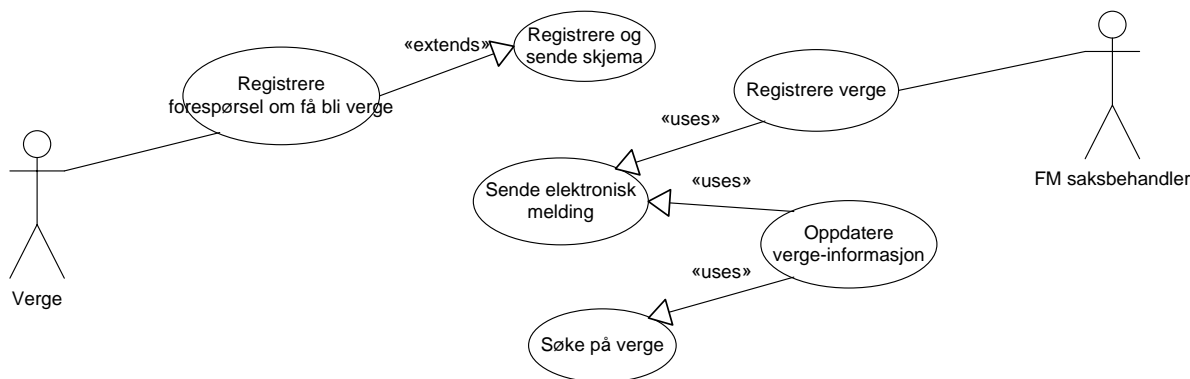 «extends»
Registrere og
sende skjema
Registrere
forespørsel om få bli verge
Registrere verge
«uses»
Sende elektronisk
melding
«uses»
FM saksbehandler
Oppdatere
verge-informasjon
«uses»
Verge
Søke på verge